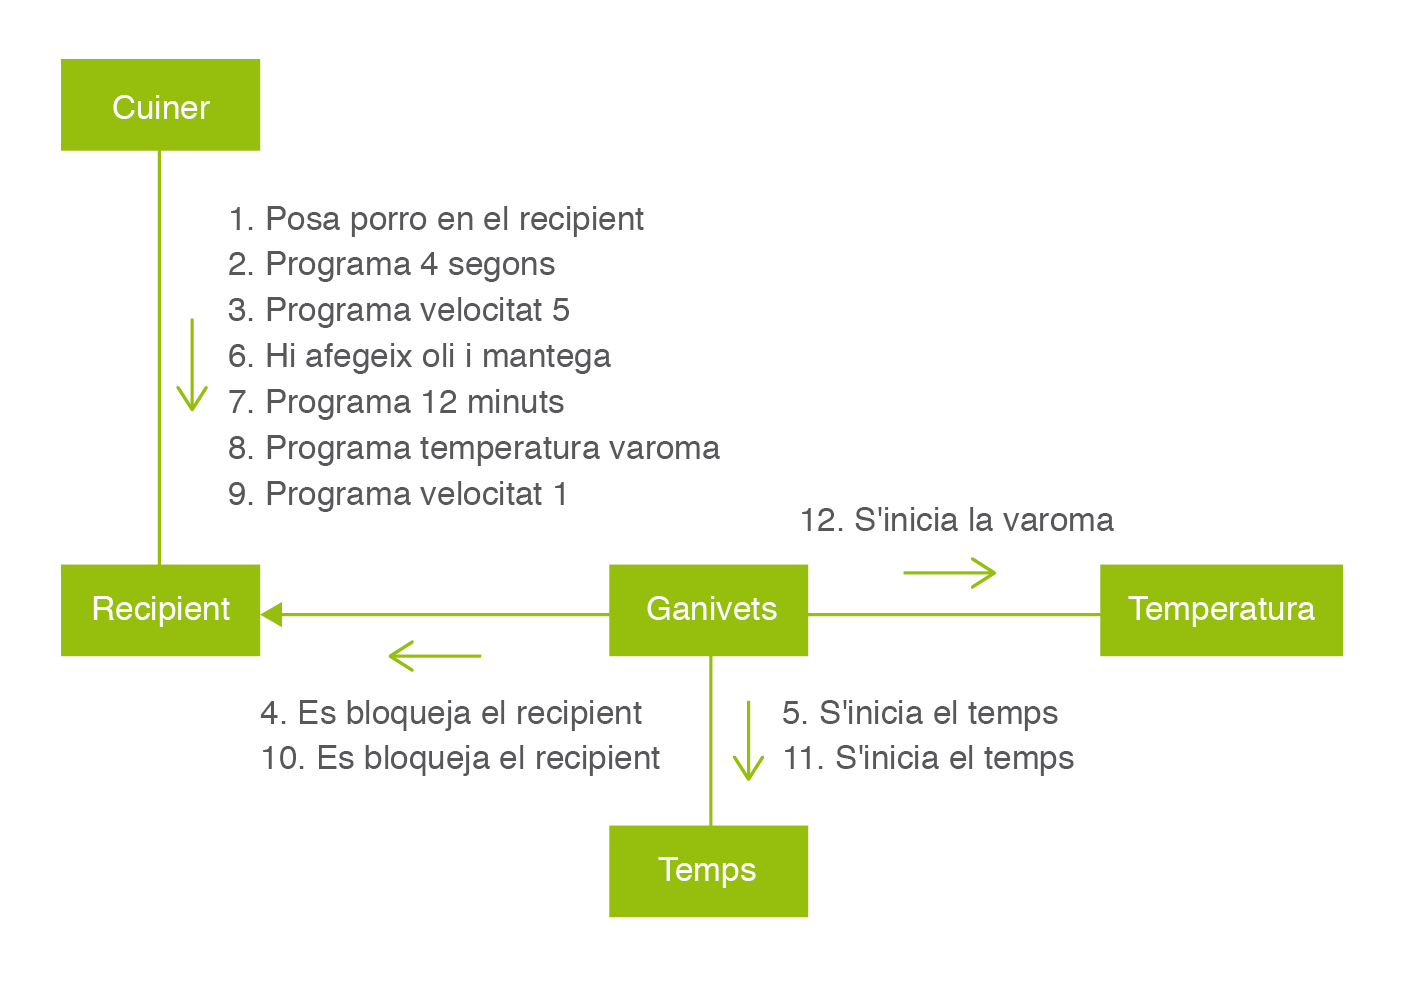 Cuiner
1. Posa porro en el recipient
2. Programa 4 segons
3. Programa velocitat 5
6. Hi afegeix oli i mantega
7. Programa 12 minuts
8. Programa temperatura varoma
9. Programa velocitat 1
12. S'inicia la varoma
Recipient
Ganivets
Temperatura
4. Es bloqueja el recipient
10. Es bloqueja el recipient
5. S'inicia el temps
11. S'inicia el temps
Temps